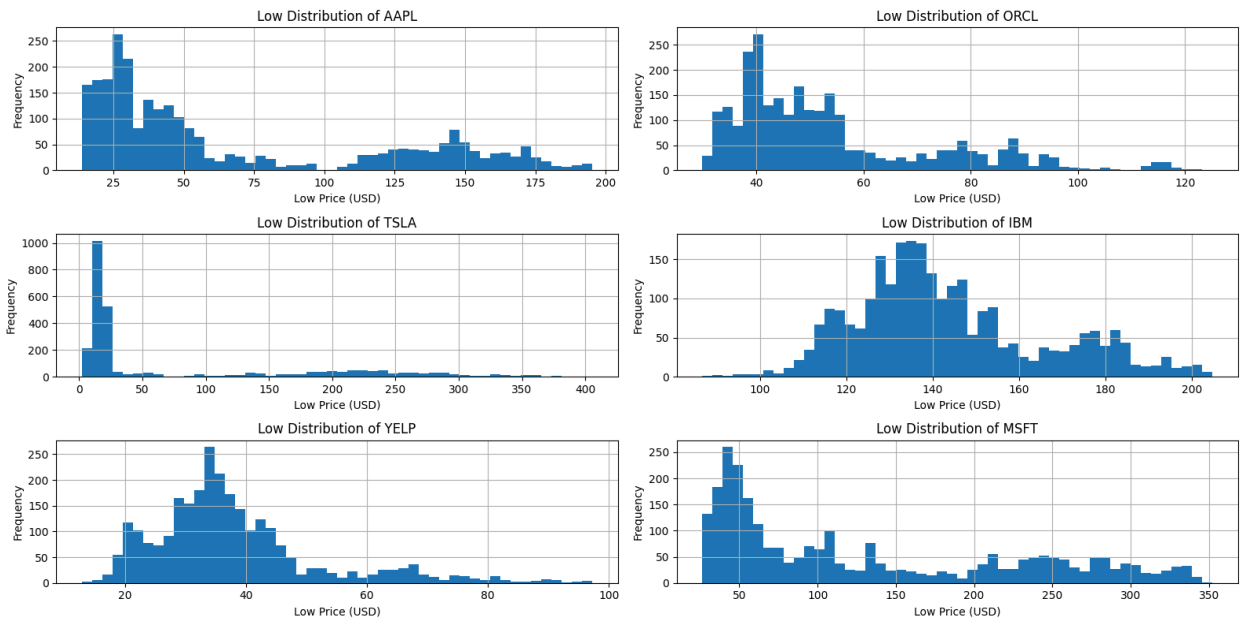 Low Distribution of AAPL
Frequency
250
200
150
100
50
0
25 50 75 100 125 150 175 200
Low Price (USD)
Low Distribution of ORCL
Frequency
250
200
150
100
50
0
40 60 80 100 120
Low Price (USD)
Low Distribution of TSLA
Frequency
1000
800
600
400
200
0
0 50 100 150 200 250 300 350 400
Low Price (USD)
Low Distribution of IBM
Frequency
150
100
50
0
100 120 140 160 180 200
Low Price (USD)
Low Distribution of YELP
Frequency
250
200
150
100
50
0
20 40 60 80 100
Low Price (USD)
Low Distribution of MSFT
Frequency
250
200
150
100
50
0
50 100 150 200 250 300 350
Low Price (USD)